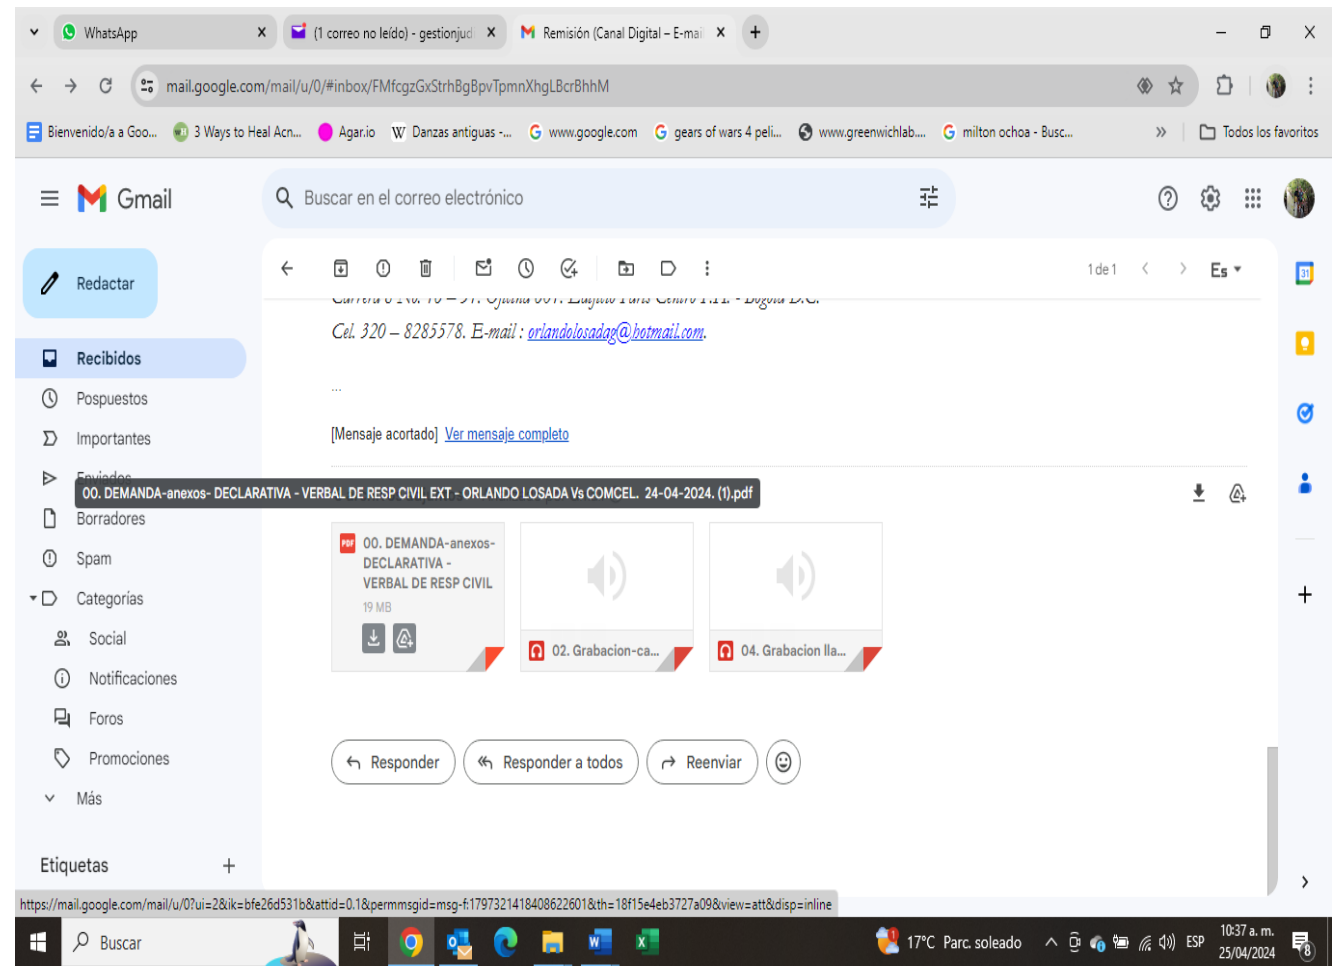 WhatsApp
(1 correo no leído) - gestionjud
Remisión (Canal Digital – E-mai
mail.google.com/mail/u/0/#inbox/FMfcgzGxStrhBgBpvTpmnXhgLBcrBhhM
Bienvenido/a a Goo...
3 Ways to Heal Acn...
Agar.io
Danzas antiguas -...
www.google.com
gears of wars 4 peli...
www.greenwichlab....
milton ochoa - Busc...
Todos los favoritos
Gmail
Buscar en el correo electrónico
Redactar
1 de 1
Es
Recibidos
Pospuestos
Importantes
Enviados
Borradores
Spam
Categorías
Social
Notificaciones
Foros
Promociones
Más
Etiquetas
Cel. 320 – 8285578. E-mail : orlandolosadag@hotmail.com.
...
[Mensaje acortado] Ver mensaje completo
00. DEMANDA-anexos- DECLARATIVA - VERBAL DE RESP CIVIL EXT - ORLANDO LOSADA Vs COMCEL. 24-04-2024. (1).pdf
PDF
00. DEMANDA-anexos-
DECLARATIVA -
VERBAL DE RESP CIVIL
19 MB
02. Grabacion-ca...
04. Grabacion lla...
Responder
Responder a todos
Reenviar
31
https://mail.google.com/mail/u/0?ui=2&ik=bfe26d531b&attid=0.1&permmsgid=msg-f:1797321418408622601&th=18f15e4eb3727a09&view=att&disp=inline
Buscar
17°C Parc. soleado
ESP
10:37 a. m.
25/04/2024
8